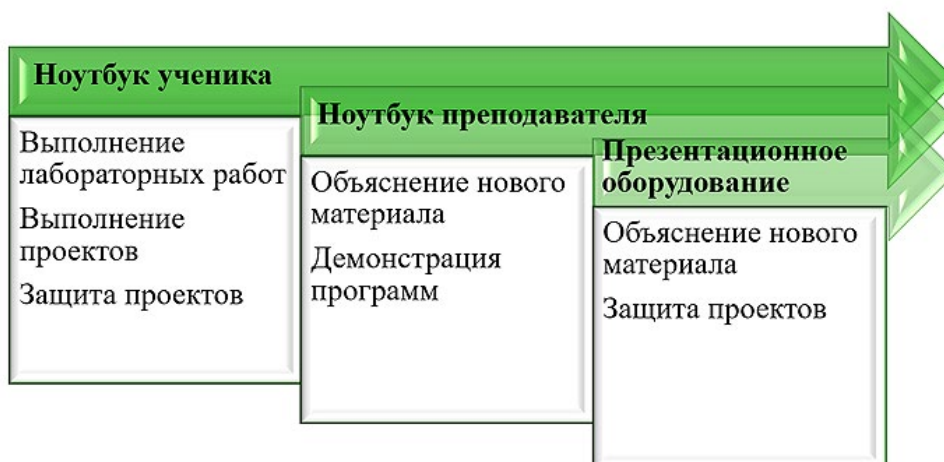 Ноутбук ученика
Выполнение
лабораторных работ
Выполнение
проектов
Защита проектов
Ноутбук преподавателя
Объяснение нового
материала
Демонстрация
программ
Презентационное
оборудование
Объяснение нового
материала
Защита проектов